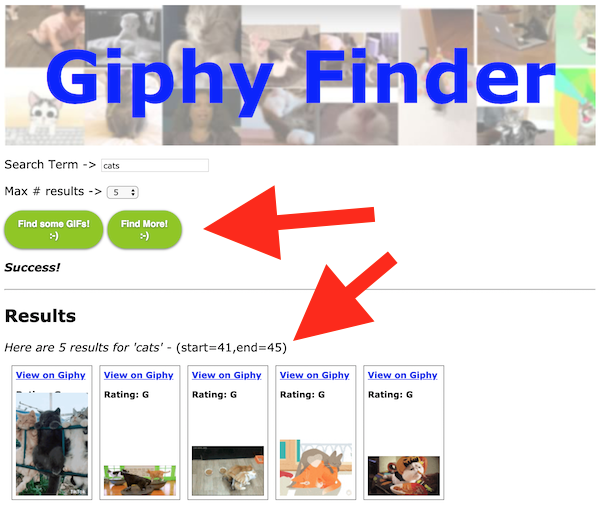 Giphy Finder
Search Term -> cats
Max # results -> 5
Find some GIFs! :-)
Find More! :-)
Success!
Results
Here are 5 results for 'cats' - (start=41,end=45)
View on Giphy
View on Giphy
Rating: G
View on Giphy
Rating: G
View on Giphy
Rating: G
View on Giphy
Rating: G